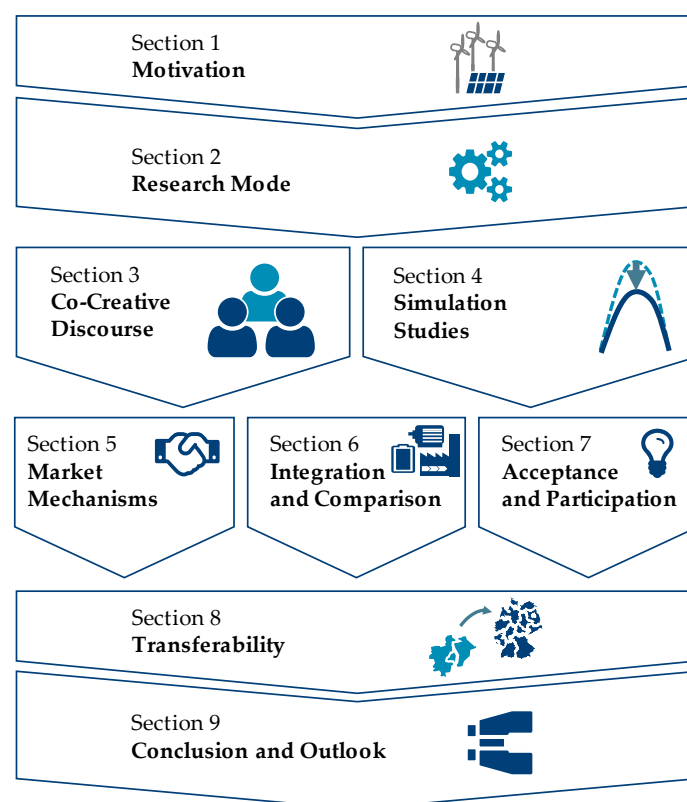 Section 1
Motivation
Section 2
Research Mode
Section 3
Co-Creative
Discourse
Section 4
Simulation
Studies
Section 5
Market
Mechanisms
Section 6
Integration
and Comparison
Section 7
Acceptance
and Participation
Section 8
Transferability
Section 9
Conclusion and Outlook